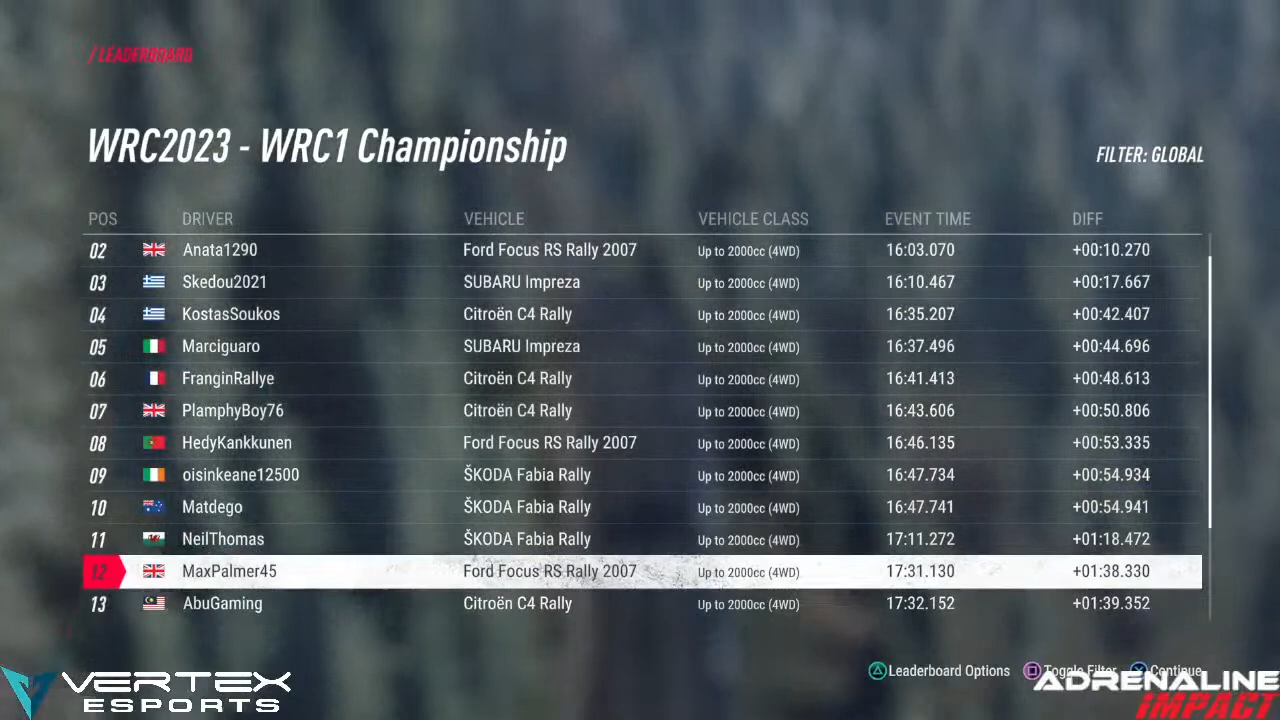 / LEADERBOARD
WRC2023 - WRC1 Championship
FILTER: GLOBAL
POS DRIVER VEHICLE VEHICLE CLASS EVENT TIME DIFF
02 Anata1290 Ford Focus RS Rally 2007 Up to 2000cc (4WD) 16:03.070 +00:10.270
03 Skedou2021 SUBARU Impreza Up to 2000cc (4WD) 16:10.467 +00:17.667
04 KostasSoukos Citroën C4 Rally Up to 2000cc (4WD) 16:35.207 +00:42.407
05 Marciguaro SUBARU Impreza Up to 2000cc (4WD) 16:37.496 +00:44.696
06 FranginRallye Citroën C4 Rally Up to 2000cc (4WD) 16:41.413 +00:48.613
07 PlamphyBoy76 Citroën C4 Rally Up to 2000cc (4WD) 16:43.606 +00:50.806
08 HedyKankkunen Ford Focus RS Rally 2007 Up to 2000cc (4WD) 16:46.135 +00:53.335
09 oisinkeane12500 ŠKODA Fabia Rally Up to 2000cc (4WD) 16:47.734 +00:54.934
10 Matdego ŠKODA Fabia Rally Up to 2000cc (4WD) 16:47.741 +00:54.941
11 NeilThomas ŠKODA Fabia Rally Up to 2000cc (4WD) 17:11.272 +01:18.472
12 MaxPalmer45 Ford Focus RS Rally 2007 Up to 2000cc (4WD) 17:31.130 +01:38.330
13 AbuGaming Citroën C4 Rally Up to 2000cc (4WD) 17:32.152 +01:39.352
Leaderboard Options Toggle Filter Continue
VERTEX
ESPORTS
ADRENALINE
IMPACT